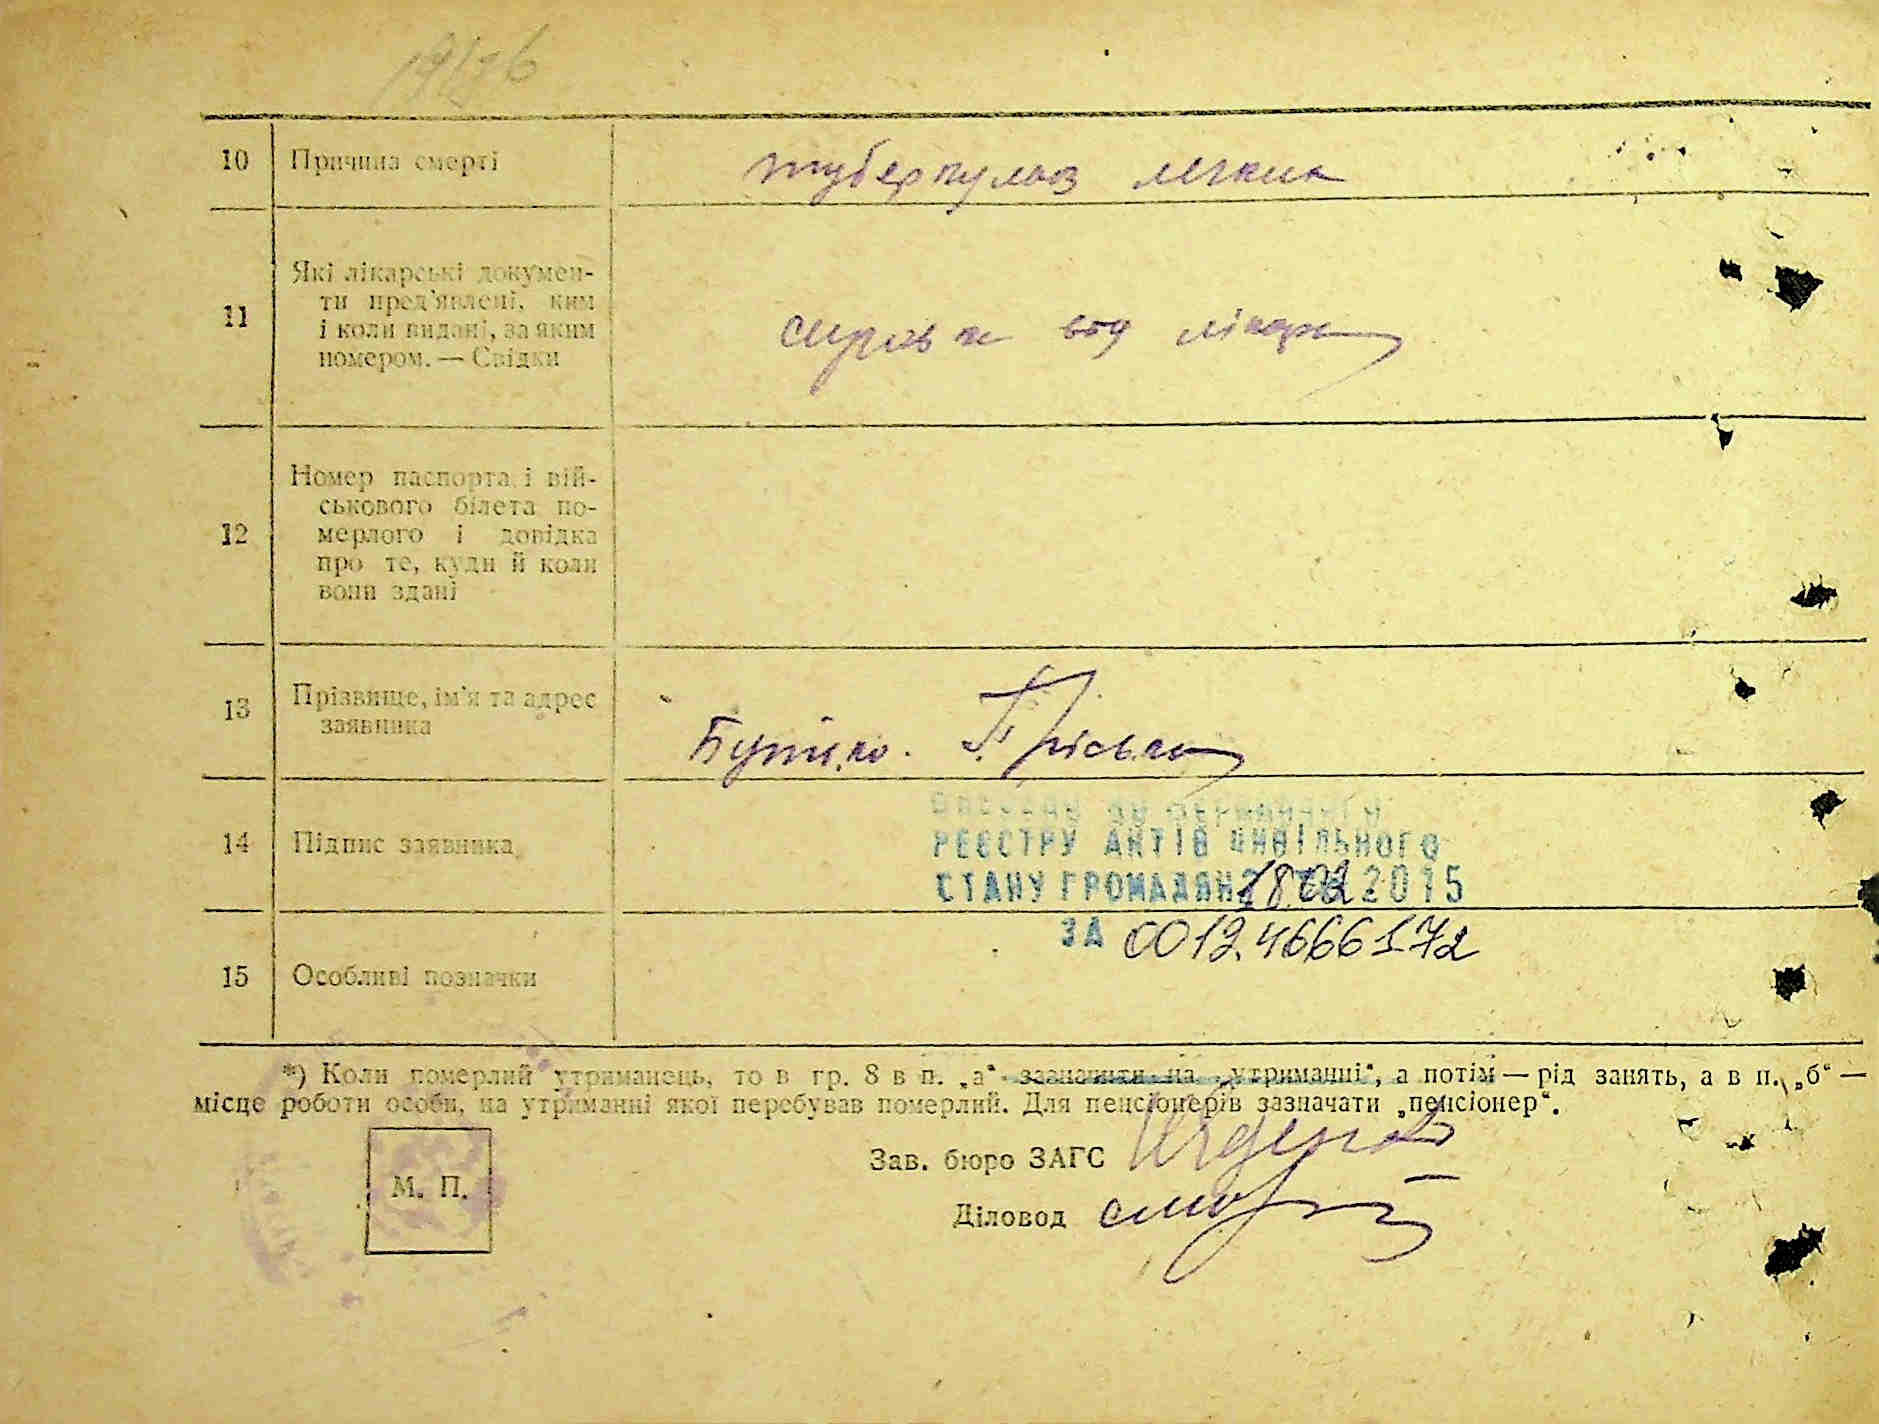 10 Причина смерті туберкульоз легких
11 Які лікарські докумен-
ти пред'явлені, ким
і коли видані, за яким
номером. — Свідки
справка від лікаря
12 Номер паспорта і вій-
ськового білета по-
мерлого і довідка
про те, куди й коли
вони здані
13 Прізвище, ім'я та адрес
заявника
Пріська
14 Підпис заявника
РЕЄСТРУ АКТІВ ЦИВІЛЬНОГО
СТАНУ ГРОМАДЯН 2015
ЗА 00124666172
15 Особливі позначки
*) Коли померлий утриманець, то в гр. 8 в п. „а“ зазначити на „утриманні“, а потім — рід занять, а в п. „б“ —
місце роботи особи, на утриманні якої перебував померлий. Для пенсіонерів зазначати „пенсіонер“.
Зав. бюро ЗАГС
М. П.
Діловод